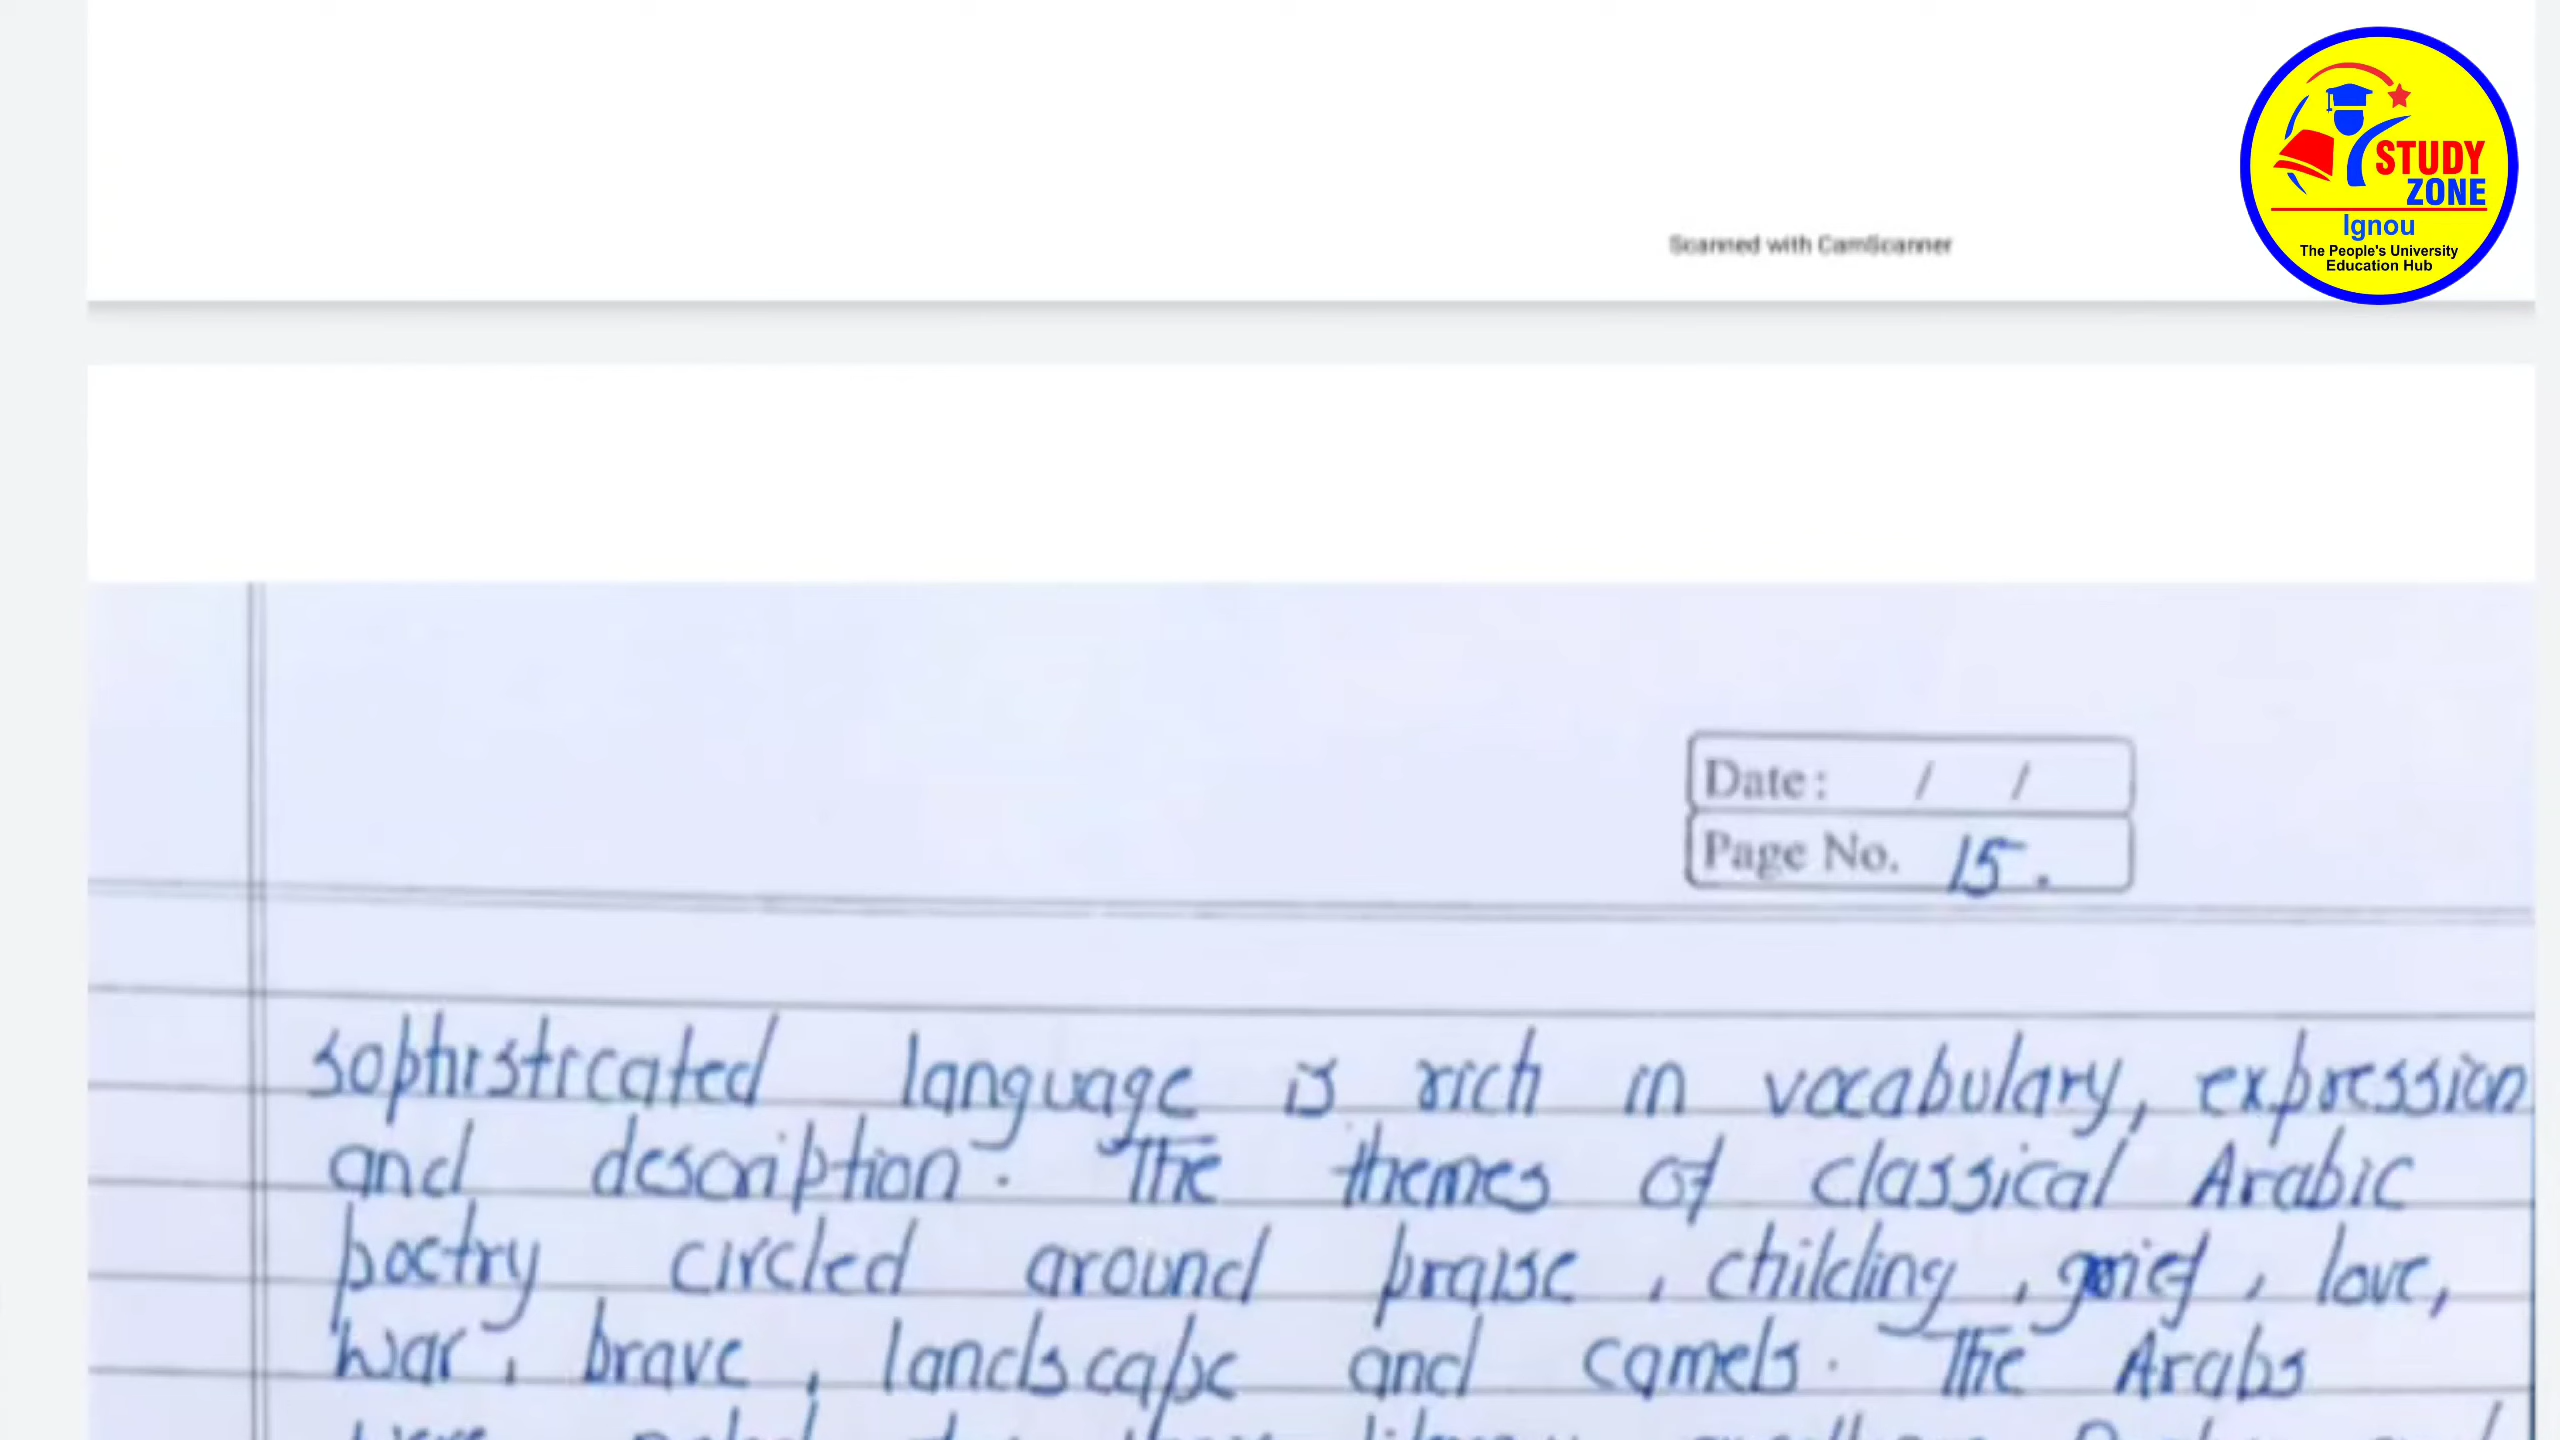 STUDY
ZONE
Ignou
The People's University
Education Hub
Scanned with CamScanner
Date: / /
Page No. 15.
sophisticated language is rich in vocabulary, expression
and description. The themes of classical Arabic
poetry circled around praise, childing, grief, love,
war, brave, landscape and camels. The Arabs